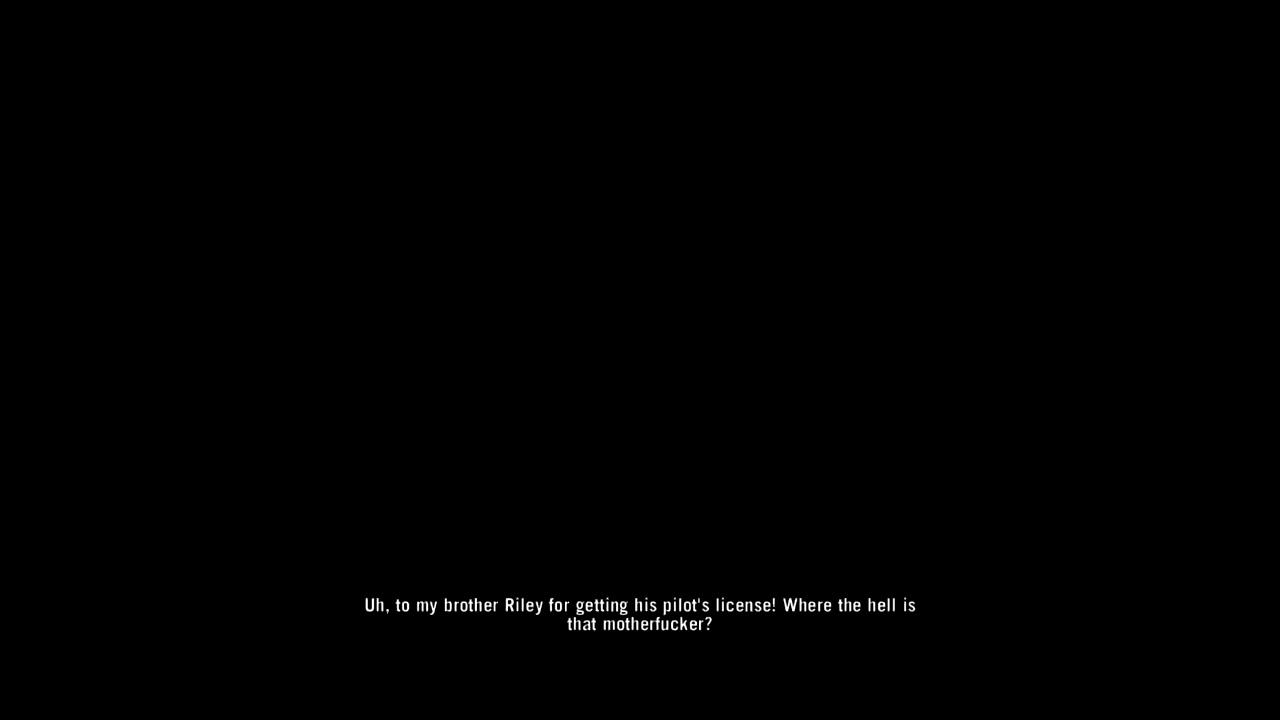 Uh, to my brother Riley for getting his pilot's license! Where the hell is
that motherfucker?